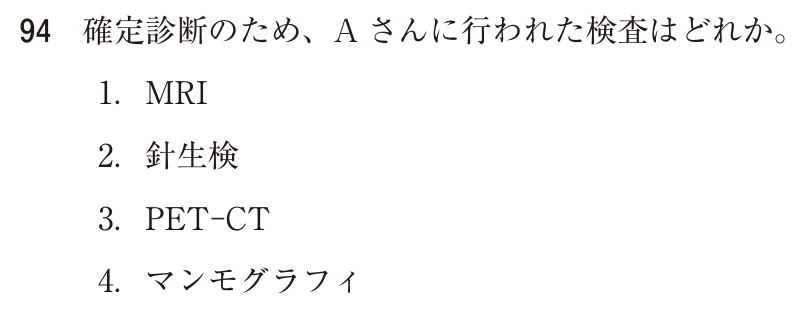 94 確定診断のため、A さんに行われた検査はどれか。
1. MRI
2. 針生検
3. PET-CT
4. マンモグラフィ